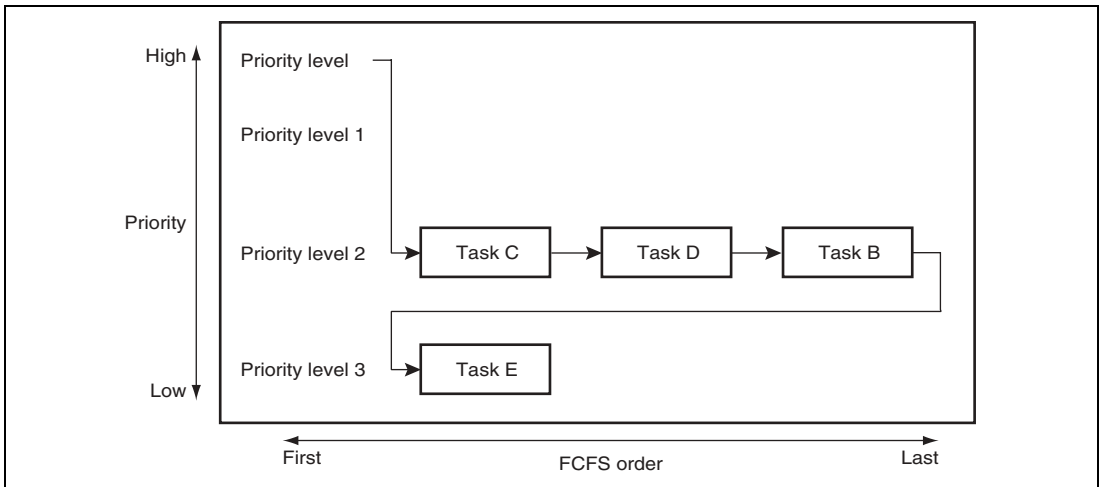 High
Priority level
Priority level 1
Priority
Priority level 2
Task C
Task D
Task B
Priority level 3
Task E
Low
First
FCFS order
Last